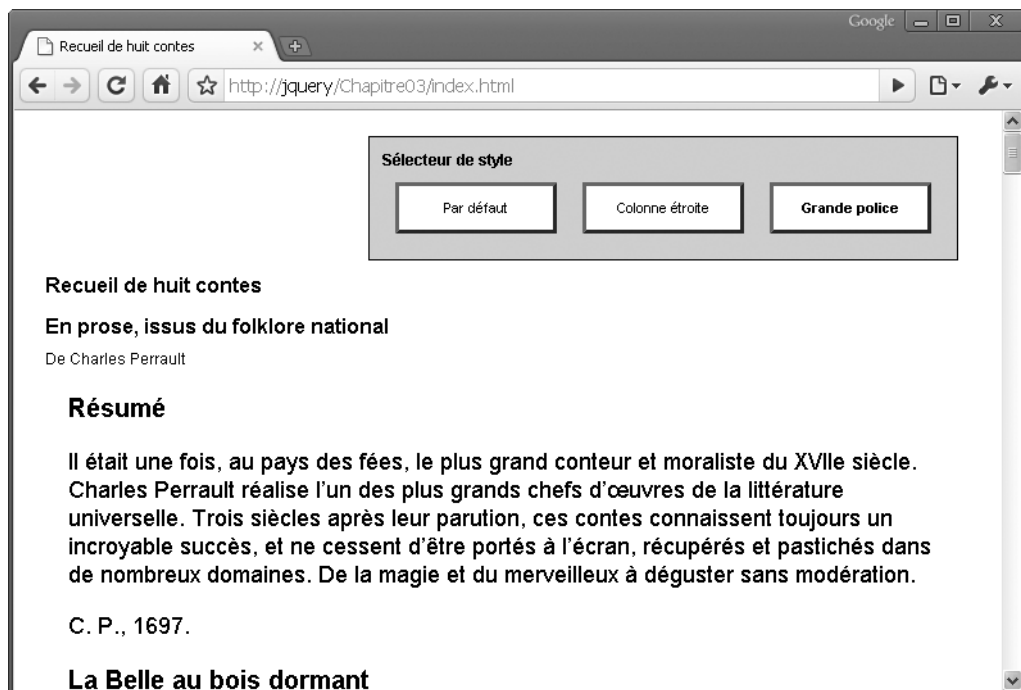 Google
Recueil de huit contes
http://jquery/Chapitre03/index.html
Sélecteur de style
Par défaut
Colonne étroite
Grande police
Recueil de huit contes
En prose, issus du folklore national
De Charles Perrault
Résumé
Il était une fois, au pays des fées, le plus grand conteur et moraliste du XVIIe siècle.
Charles Perrault réalise l’un des plus grands chefs d’œuvres de la littérature
universelle. Trois siècles après leur parution, ces contes connaissent toujours un
incroyable succès, et ne cessent d’être portés à l’écran, récupérés et pastichés dans
de nombreux domaines. De la magie et du merveilleux à déguster sans modération.
C. P., 1697.
La Belle au bois dormant